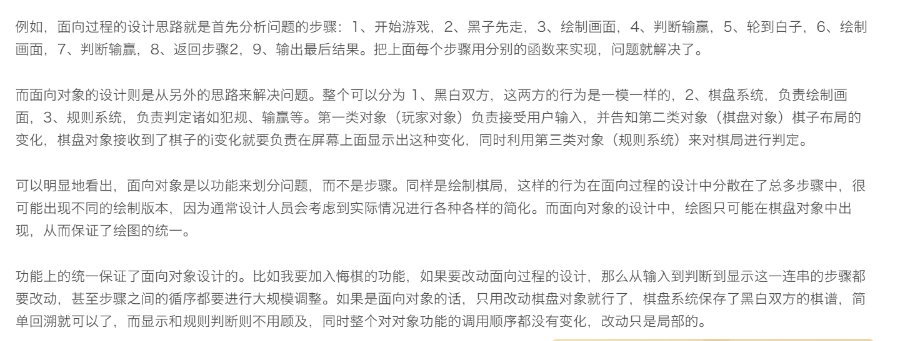 例如，面向过程的设计思路就是首先分析问题的步骤：1、开始游戏，2、黑子先走，3、绘制画面，4、判断输赢，5、轮到白子，6、绘制
画面，7、判断输赢，8、返回步骤2，9、输出最后结果。把上面每个步骤用分别的函数来实现，问题就解决了。
而面向对象的设计则是从另外的思路来解决问题。整个可以分为 1、黑白双方，这两方的行为是一模一样的，2、棋盘系统，负责绘制画
面，3、规则系统，负责判定诸如犯规、输赢等。第一类对象（玩家对象）负责接受用户输入，并告知第二类对象（棋盘对象）棋子布局的
变化，棋盘对象接收到了棋子的i变化就要负责在屏幕上面显示出这种变化，同时利用第三类对象（规则系统）来对棋局进行判定。
可以明显地看出，面向对象是以功能来划分问题，而不是步骤。同样是绘制棋局，这样的行为在面向过程的设计中分散在了总多步骤中，很
可能出现不同的绘制版本，因为通常设计人员会考虑到实际情况进行各种各样的简化。而面向对象的设计中，绘图只可能在棋盘对象中出
现，从而保证了绘图的统一。
功能上的统一保证了面向对象设计的。比如我要加入悔棋的功能，如果要改动面向过程的设计，那么从输入到判断到显示这一连串的步骤都
要改动，甚至步骤之间的循序都要进行大规模调整。如果是面向对象的话，只用改动棋盘对象就行了，棋盘系统保存了黑白双方的棋谱，简
单回溯就可以了，而显示和规则判断则不用顾及，同时整个对对象功能的调用顺序都没有变化，改动只是局部的。